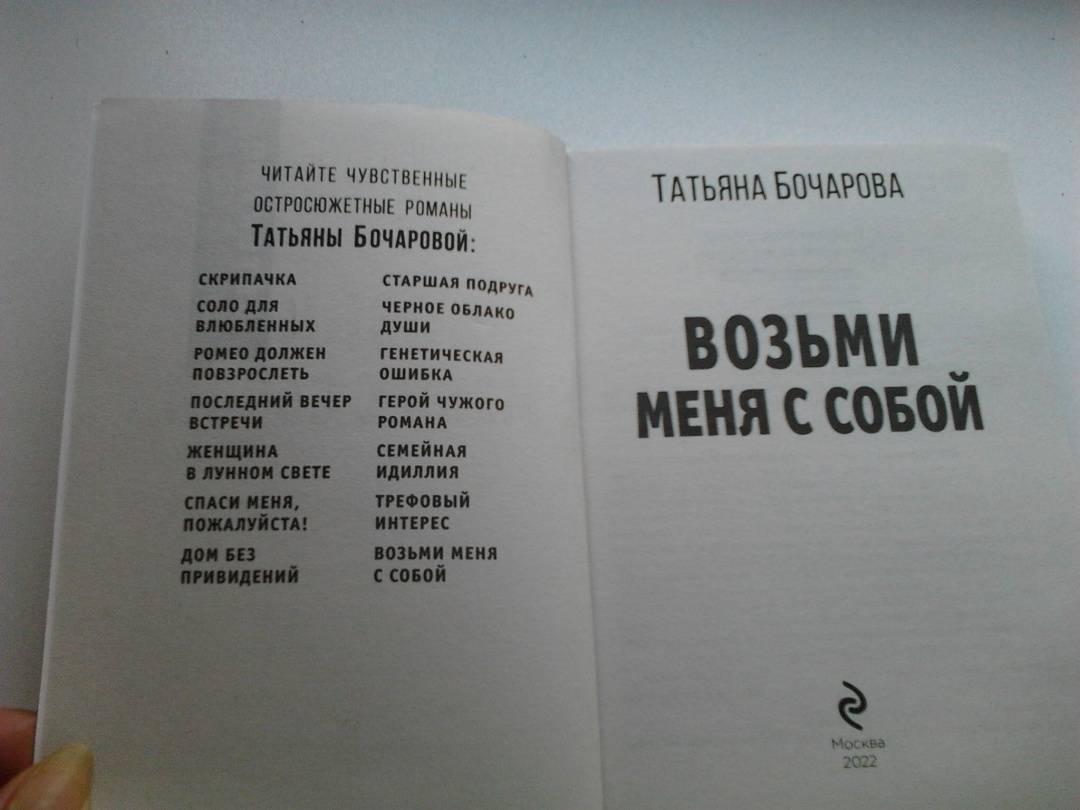 ЧИТАЙТЕ ЧУВСТВЕННЫЕ
ОСТРОСЮЖЕТНЫЕ РОМАНЫ
ТАТЬЯНЫ БОЧАРОВОЙ:
СКРИПАЧКА
СОЛО ДЛЯ
ВЛЮБЛЕННЫХ
РОМЕО ДОЛЖЕН
ПОВЗРОСЛЕТЬ
ПОСЛЕДНИЙ ВЕЧЕР
ВСТРЕЧИ
ЖЕНЩИНА
В ЛУННОМ СВЕТЕ
СПАСИ МЕНЯ,
ПОЖАЛУЙСТА!
ДОМ БЕЗ
ПРИВИДЕНИЙ
СТАРШАЯ ПОДРУГА
ЧЕРНОЕ ОБЛАКО
ДУШИ
ГЕНЕТИЧЕСКАЯ
ОШИБКА
ГЕРОЙ ЧУЖОГО
РОМАНА
СЕМЕЙНАЯ
ИДИЛЛИЯ
ТРЕФОВЫЙ
ИНТЕРЕС
ВОЗЬМИ МЕНЯ
С СОБОЙ
ТАТЬЯНА БОЧАРОВА
ВОЗЬМИ
МЕНЯ С СОБОЙ
Москва
2022